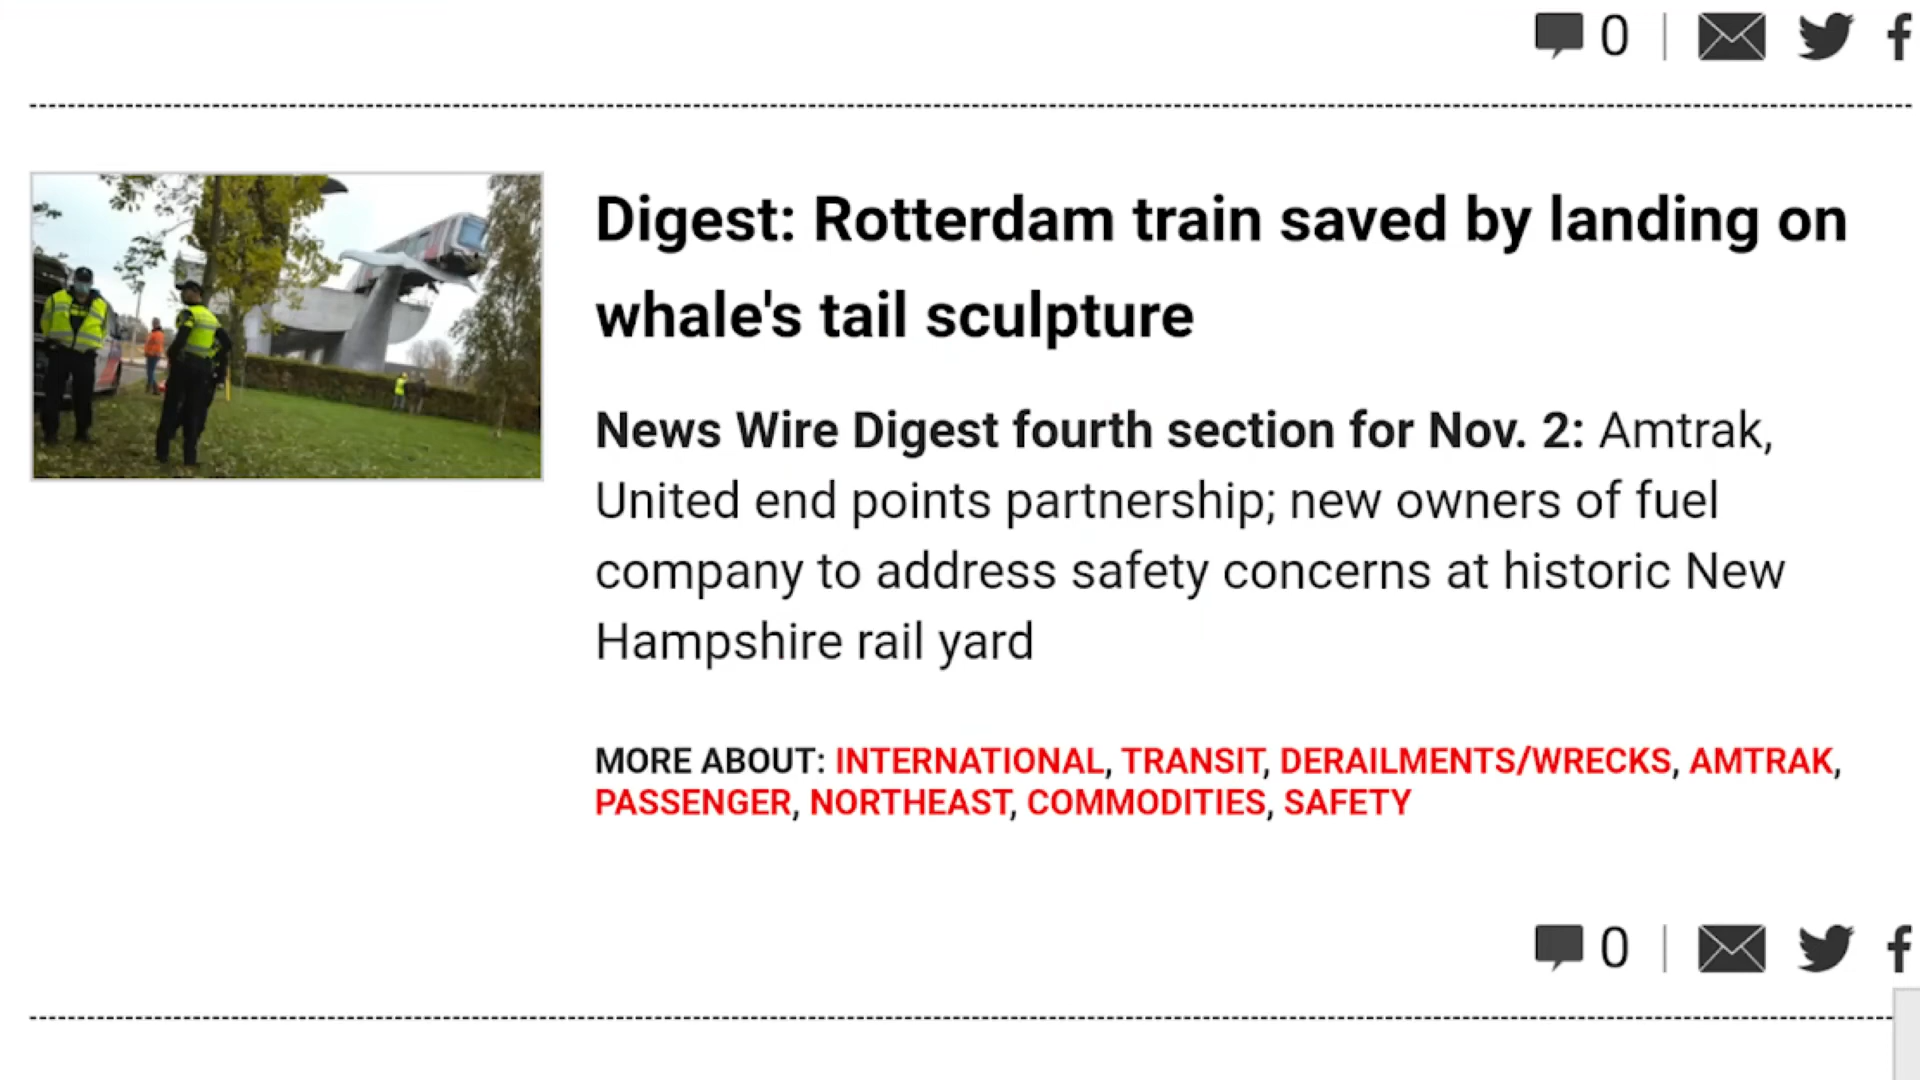 0
Digest: Rotterdam train saved by landing on
whale's tail sculpture
News Wire Digest fourth section for Nov. 2: Amtrak,
United end points partnership; new owners of fuel
company to address safety concerns at historic New
Hampshire rail yard
MORE ABOUT: INTERNATIONAL, TRANSIT, DERAILMENTS/WRECKS, AMTRAK,
PASSENGER, NORTHEAST, COMMODITIES, SAFETY
0